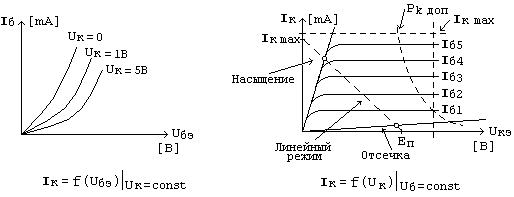 Iб [mA]
Uк=0
Uк=1В
Uк=5В
Uбэ
[В]
Iк=f(Uбэ)|Uк=const
Iк [mA]
Pк доп
Iк max
Iк max
Iб5
Iб4
Iб3
Iб2
Iб1
Насыщение
Линейный
режим
Eп
Отсечка
Uкэ
[В]
Iк=f(Uк)|Uб=const